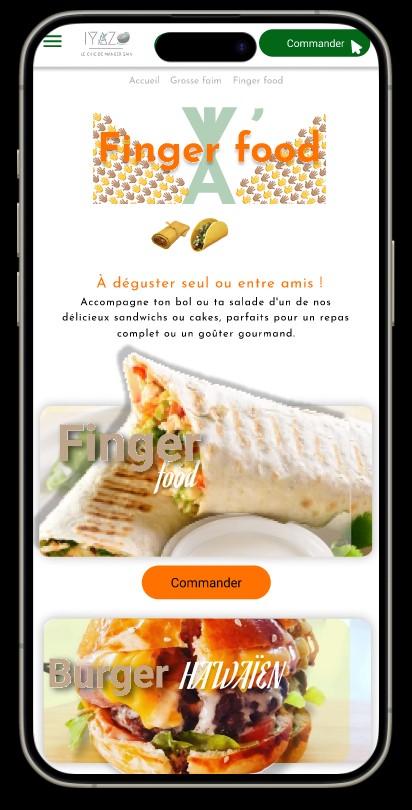 IYAZO
LE CHIC DE MANGER SAIN
Commander
Accueil Grosse faim Finger food
Finger food
À déguster seul ou entre amis !
Accompagne ton bol ou ta salade d'un de nos
délicieux sandwichs ou cakes, parfaits pour un repas
complet ou un goûter gourmand.
Finger
food
Commander
Burger HAWAÏEN